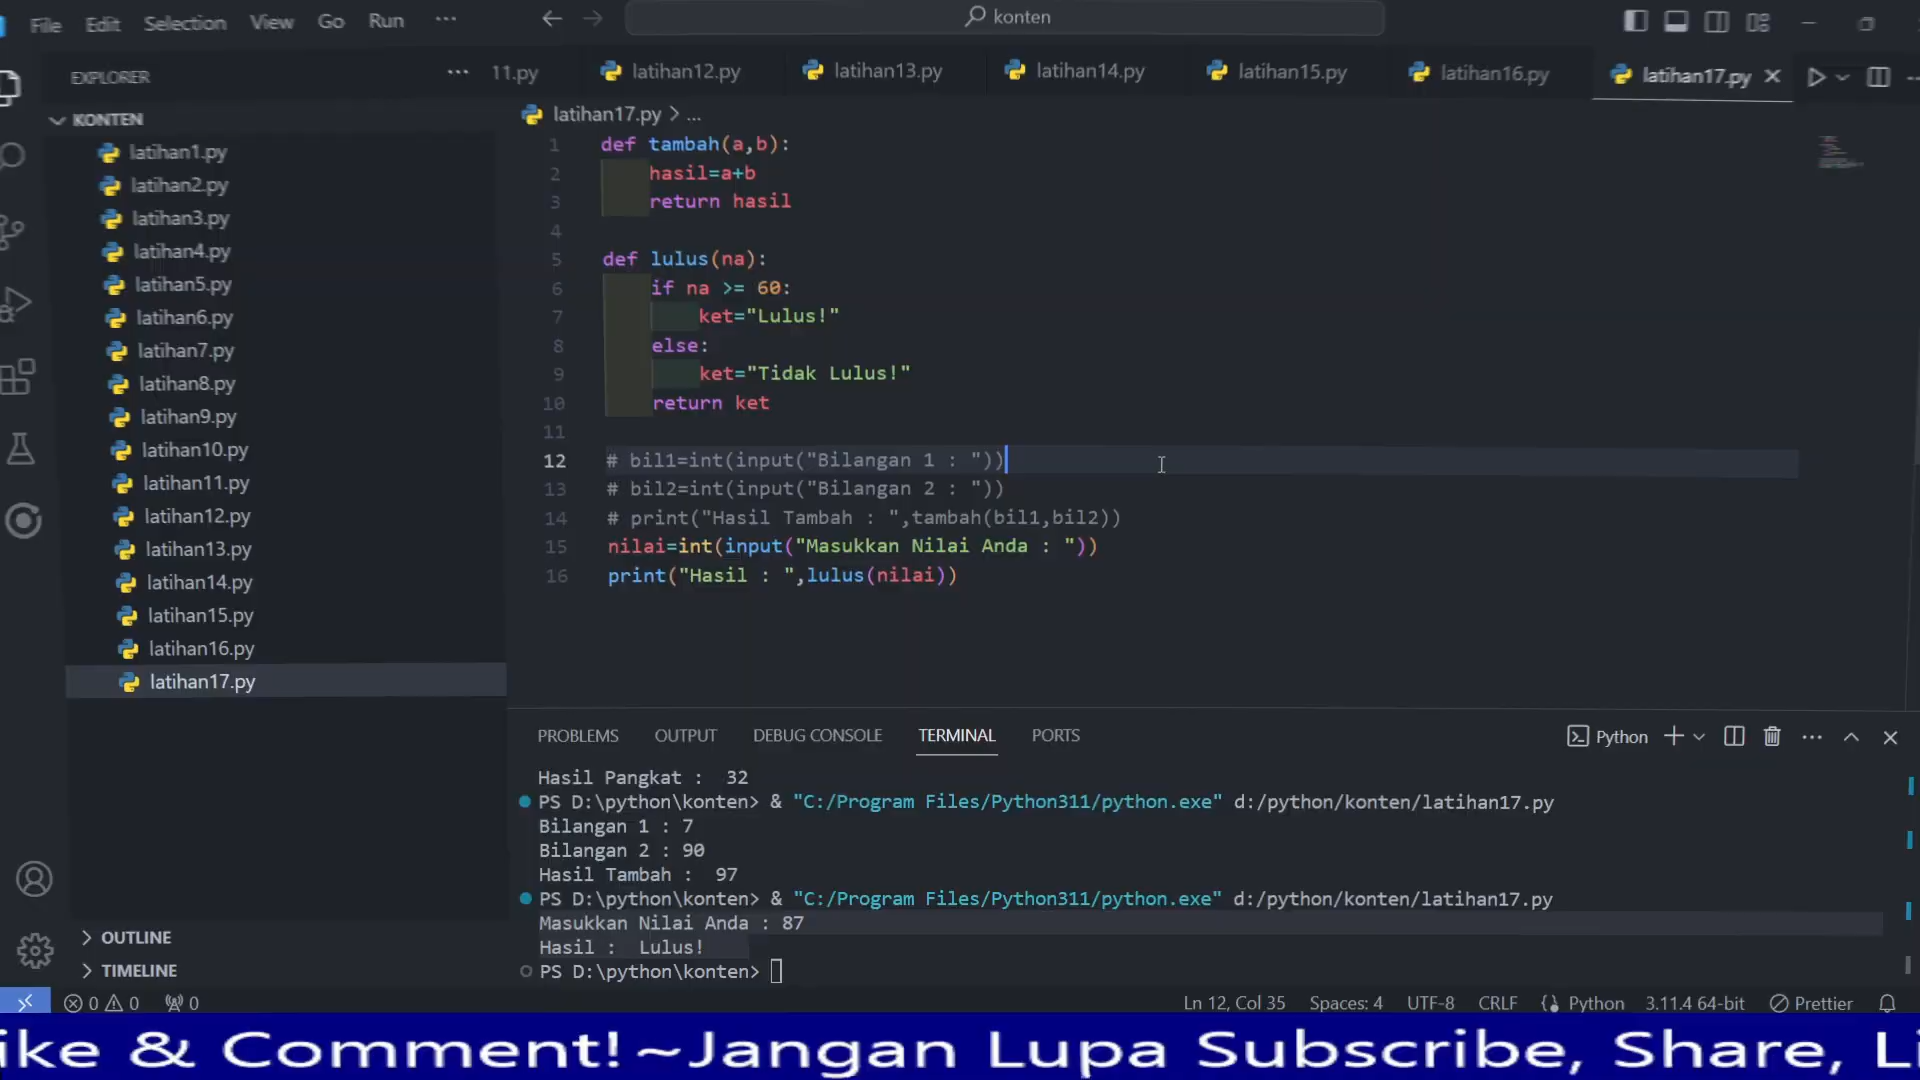 File Edit Selection View Go Run ... konten
EXPLORER ... 11.py latihan12.py latihan13.py latihan14.py latihan15.py latihan16.py latihan17.py
KONTEN
latihan1.py
latihan2.py
latihan3.py
latihan4.py
latihan5.py
latihan6.py
latihan7.py
latihan8.py
latihan9.py
latihan10.py
latihan11.py
latihan12.py
latihan13.py
latihan14.py
latihan15.py
latihan16.py
latihan17.py
OUTLINE
TIMELINE
latihan17.py > ...
1 def tambah(a,b):
2 hasil=a+b
3 return hasil
4
5 def lulus(na):
6 if na >= 60:
7 ket="Lulus!"
8 else:
9 ket="Tidak Lulus!"
10 return ket
11
12 # bil1=int(input("Bilangan 1 : "))
13 # bil2=int(input("Bilangan 2 : "))
14 # print("Hasil Tambah : ",tambah(bil1,bil2))
15 nilai=int(input("Masukkan Nilai Anda : "))
16 print("Hasil : ",lulus(nilai))
PROBLEMS OUTPUT DEBUG CONSOLE TERMINAL PORTS Python
Hasil Pangkat :  32
PS D:\python\konten> & "C:/Program Files/Python311/python.exe" d:/python/konten/latihan17.py
Bilangan 1 : 7
Bilangan 2 : 90
Hasil Tambah :  97
PS D:\python\konten> & "C:/Program Files/Python311/python.exe" d:/python/konten/latihan17.py
Masukkan Nilai Anda : 87
Hasil :  Lulus!
PS D:\python\konten>
0 0 0 Ln 12, Col 35 Spaces: 4 UTF-8 CRLF Python 3.11.4 64-bit Prettier
ike & Comment!~Jangan Lupa Subscribe, Share, Li